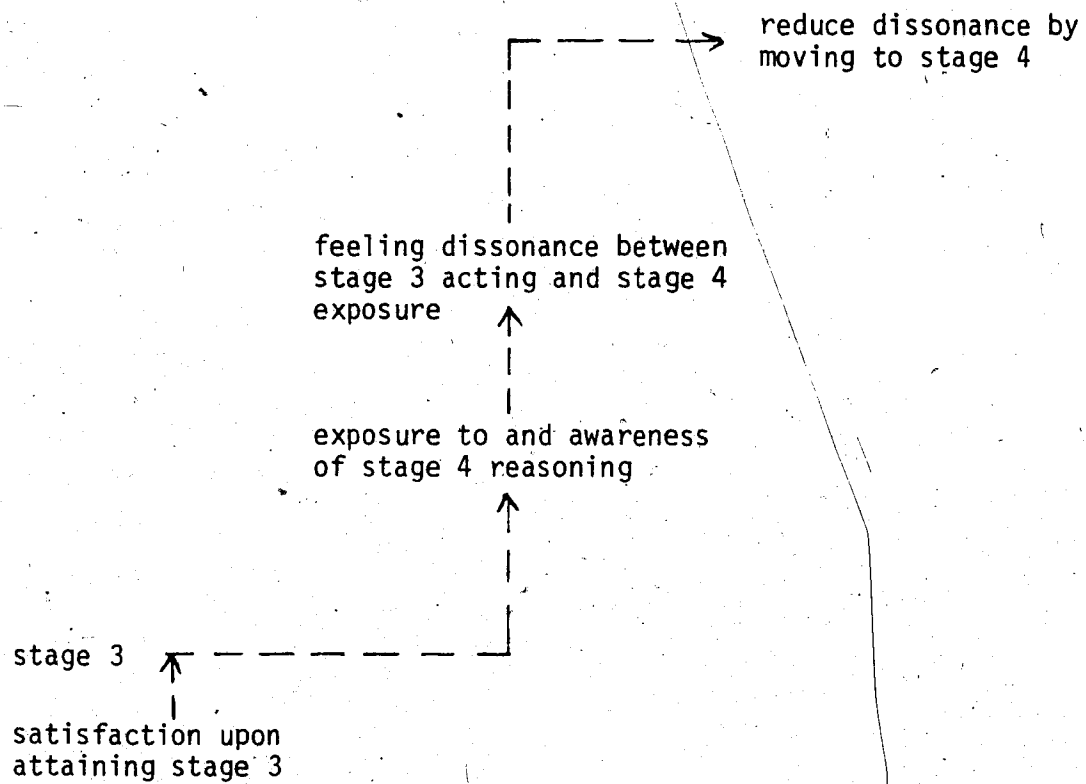 reduce dissonance by
moving to stage 4
feeling dissonance between
stage 3 acting and stage 4
exposure
exposure to and awareness
of stage 4 reasoning
stage 3
satisfaction upon
attaining stage 3